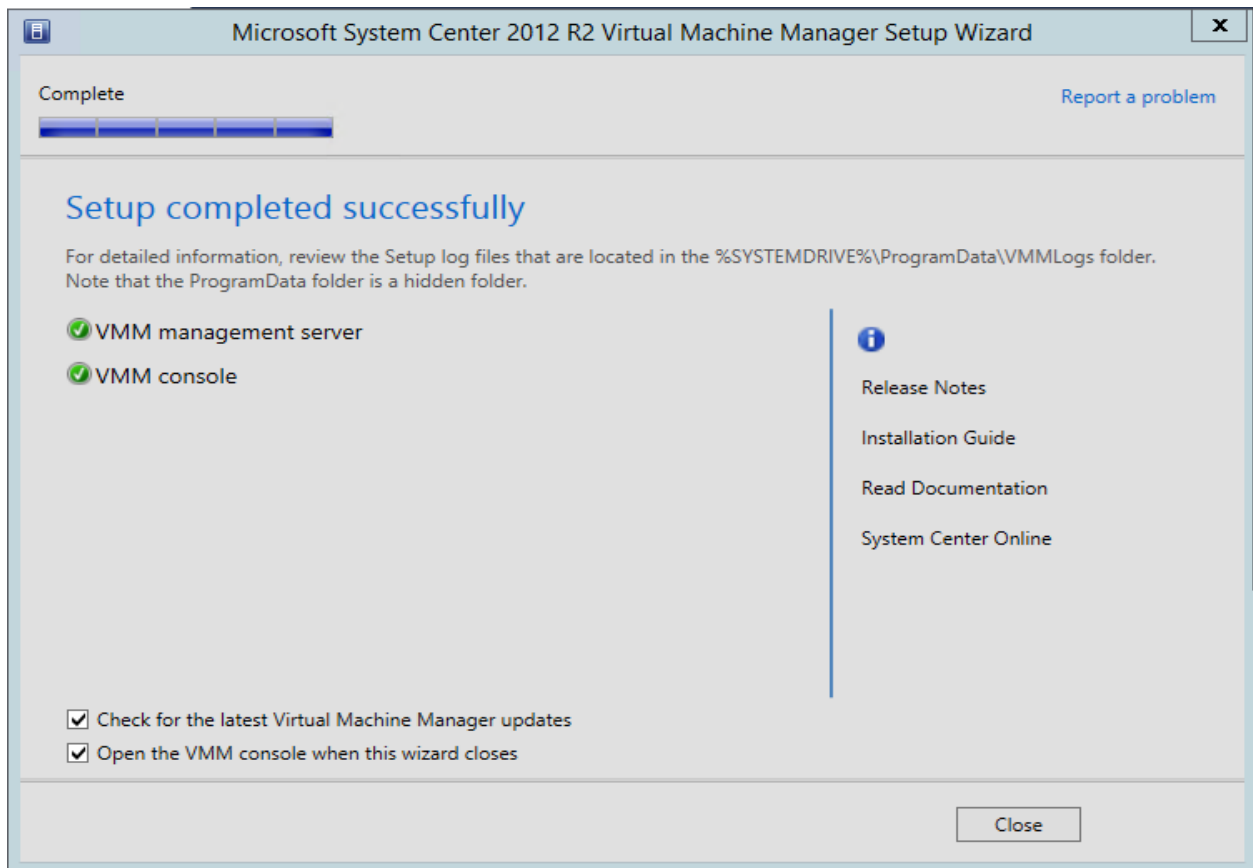 Microsoft System Center 2012 R2 Virtual Machine Manager Setup Wizard
x
Complete
Report a problem
Setup completed successfully
For detailed information, review the Setup log files that are located in the %SYSTEMDRIVE%\ProgramData\VMMLogs folder.
Note that the ProgramData folder is a hidden folder.
VMM management server
VMM console
Release Notes
Installation Guide
Read Documentation
System Center Online
Check for the latest Virtual Machine Manager updates
Open the VMM console when this wizard closes
Close